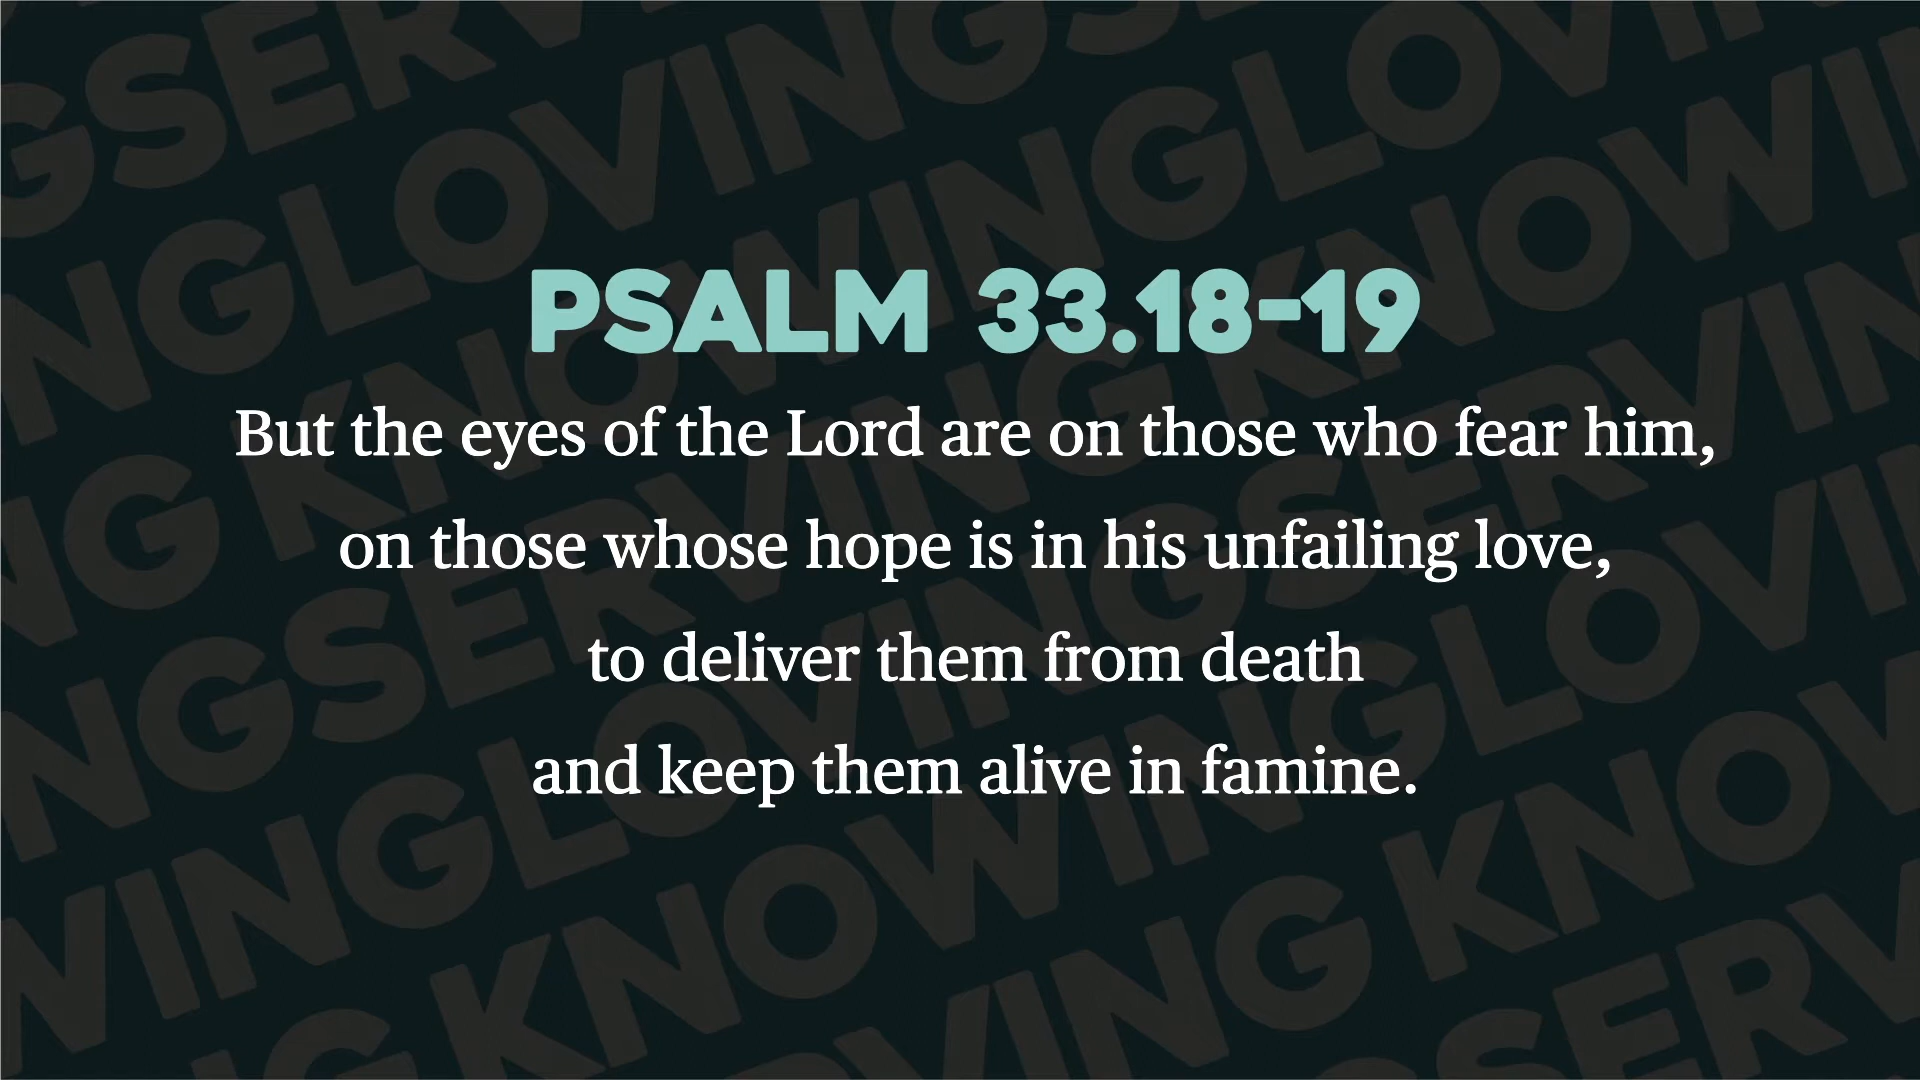 PSALM 33.18-19
But the eyes of the Lord are on those who fear him,
on those whose hope is in his unfailing love,
to deliver them from death
and keep them alive in famine.